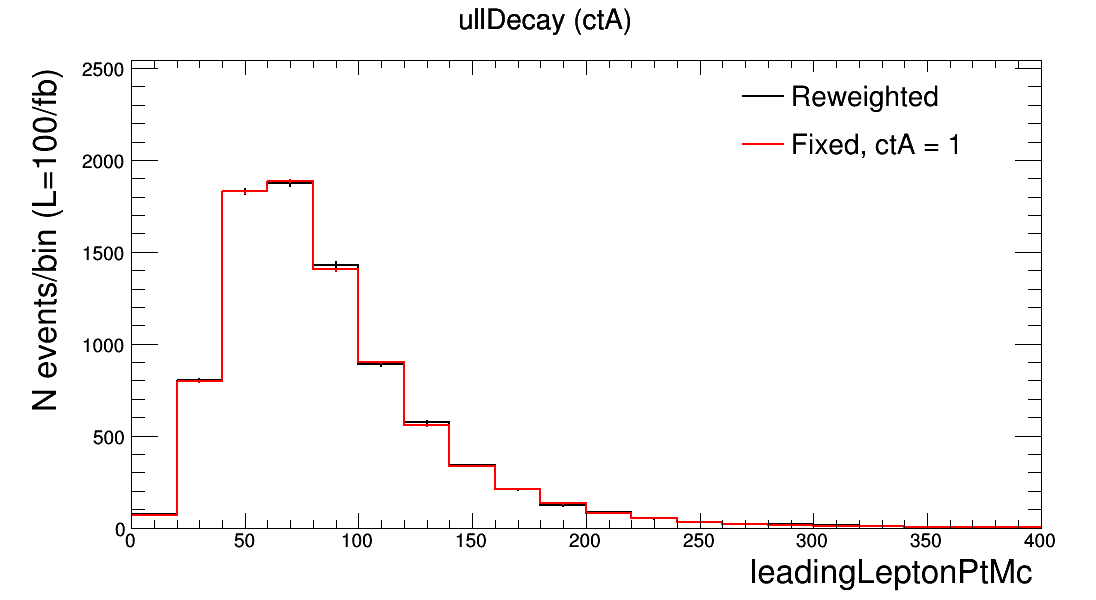 ullDecay (ctA)
N events/bin (L=100/fb)
2500
2000
1500
1000
500
0
Reweighted
Fixed, ctA = 1
0 50 100 150 200 250 300 350 400
leadingLeptonPtMc